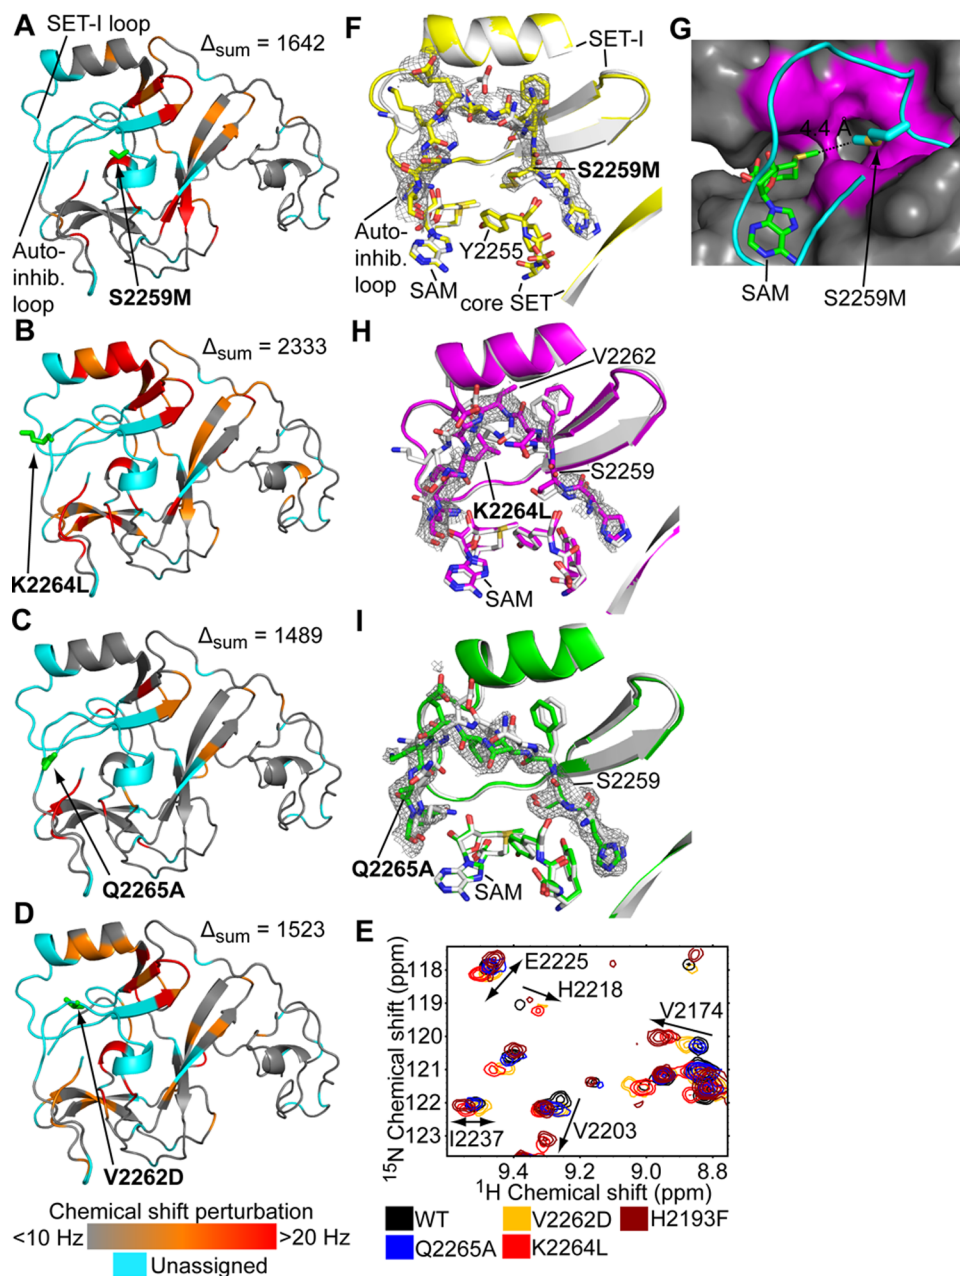 A
SET-I loop
Δsum = 1642
Auto-
inhib.
loop
S2259M
B
Δsum = 2333
K2264L
C
Δsum = 1489
Q2265A
D
Δsum = 1523
V2262D
Chemical shift perturbation
<10 Hz
>20 Hz
Unassigned
F
SET-I
S2259M
Auto-
inhib.
loop
Y2255
SAM
core SET
G
4.4 Å
SAM
S2259M
H
V2262
S2259
K2264L
SAM
I
S2259
Q2265A
SAM
E
15N Chemical shift (ppm)
118
119
120
121
122
123
E2225
H2218
V2174
I2237
V2203
9.4
9.2
9.0
8.8
1H Chemical shift (ppm)
WT
V2262D
H2193F
Q2265A
K2264L